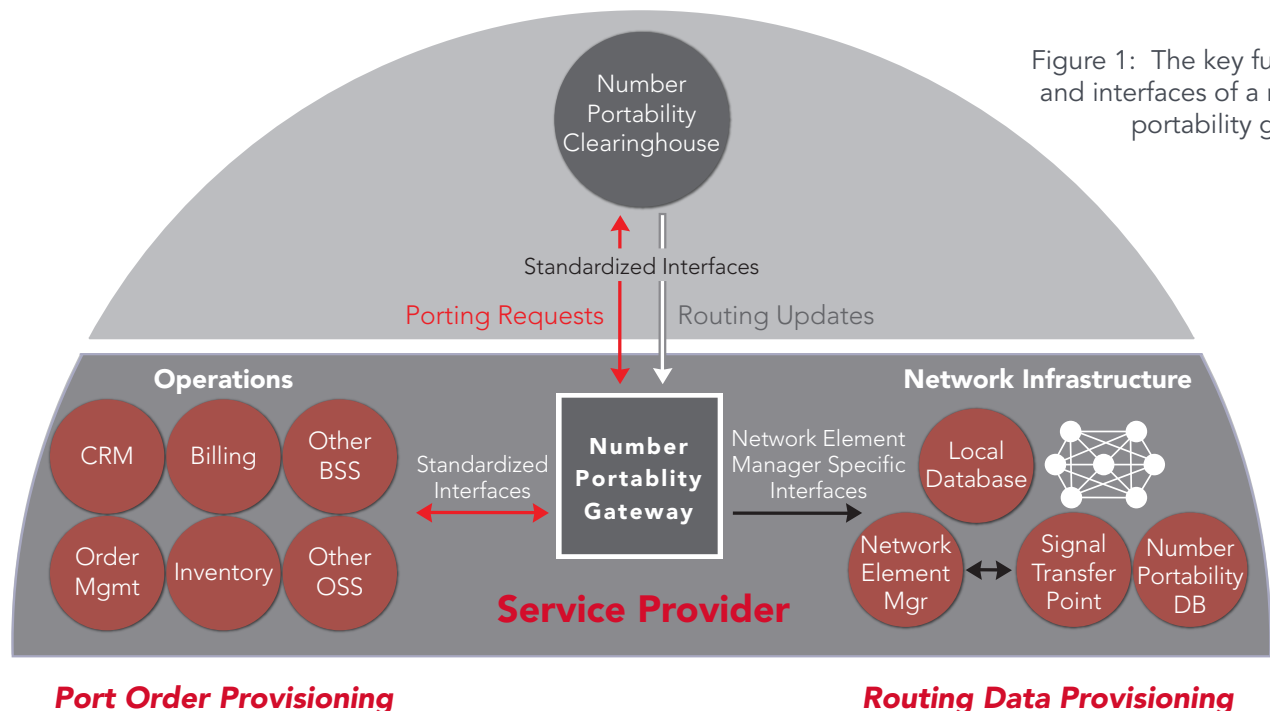 Number
Portability
Clearinghouse
Figure 1: The key fu
and interfaces of a
portability
Standardized Interfaces
Porting Requests
Routing Updates
Operations
CRM
Billing
Other
BSS
Order
Mgmt
Inventory
Other
OSS
Standardized
Interfaces
Number
Portablity
Gateway
Network Element
Manager Specific
Interfaces
Network Infrastructure
Local
Database
Network
Element
Mgr
Signal
Transfer
Point
Number
Portability
DB
Service Provider
Port Order Provisioning
Routing Data Provisioning